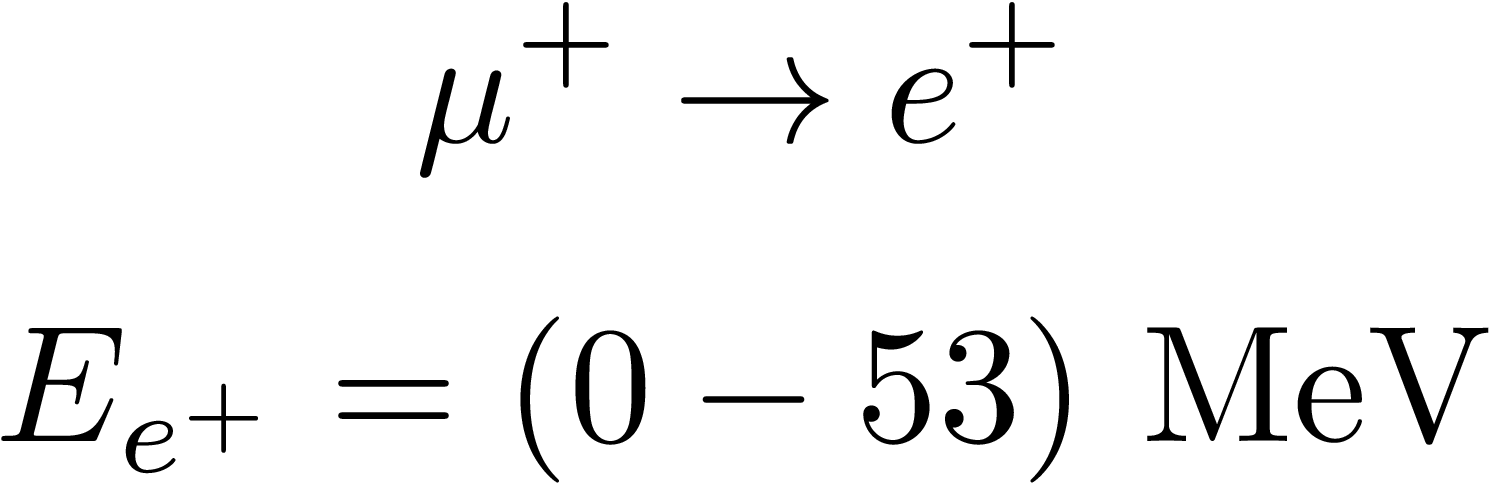 μ⁺ → e⁺
E_{e⁺} = (0 − 53) MeV